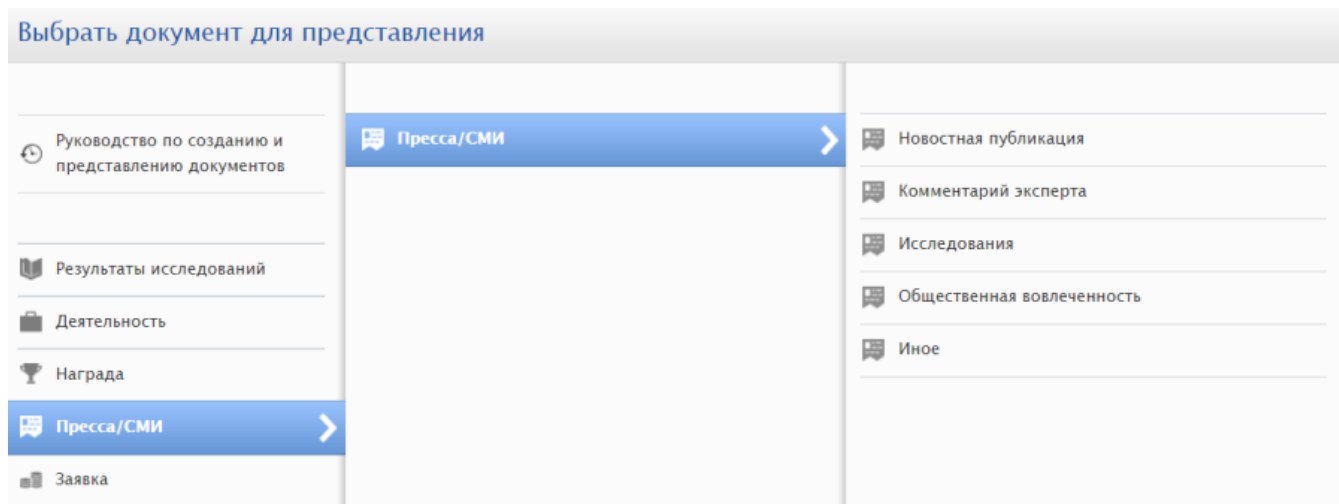 Выбрать документ для представления
Руководство по созданию и
представлению документов
Результаты исследований
Деятельность
Награда
Пресса/СМИ
Заявка
Пресса/СМИ
Новостная публикация
Комментарий эксперта
Исследования
Общественная вовлеченность
Иное